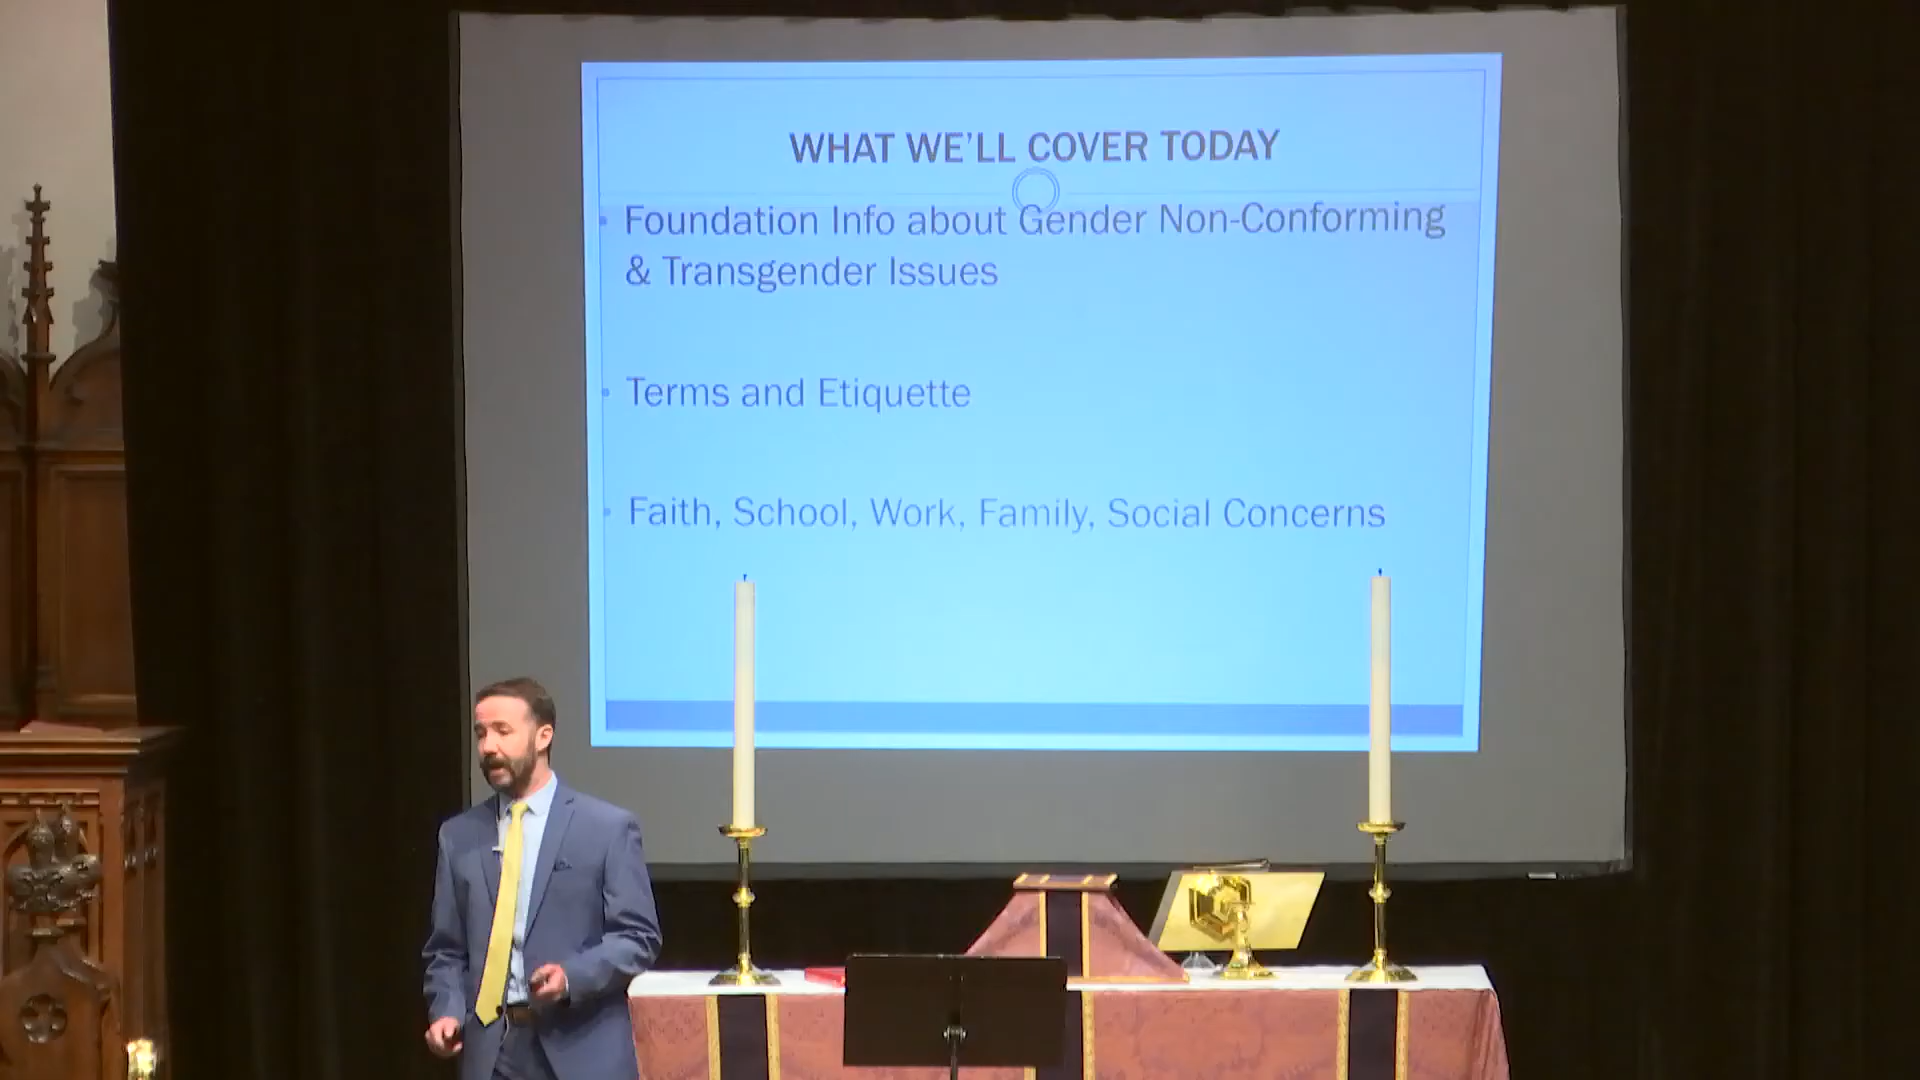 WHAT WE'LL COVER TODAY
• Foundation Info about Gender Non-Conforming
& Transgender Issues
• Terms and Etiquette
• Faith, School, Work, Family, Social Concerns